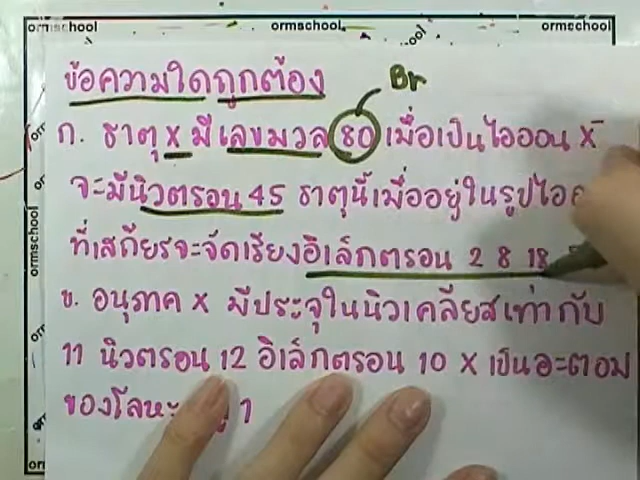 ormschool ormschool ormschool
ormschool
ข้อความใดถูกต้อง
Br
ก. ธาตุ X มีเลขมวล 80 เมื่อเป็นไอออน X⁻
จะมีนิวตรอน 45 ธาตุนี้เมื่ออยู่ในรูปไอ
ที่เสถียรจะจัดเรียงอิเล็กตรอน 2 8 18
ormschool
ข. อนุภาค X มีประจุในนิวเคลียสเท่ากับ
11 นิวตรอน 12 อิเล็กตรอน 10 X เป็นอะตอม
ของโลหะ 1